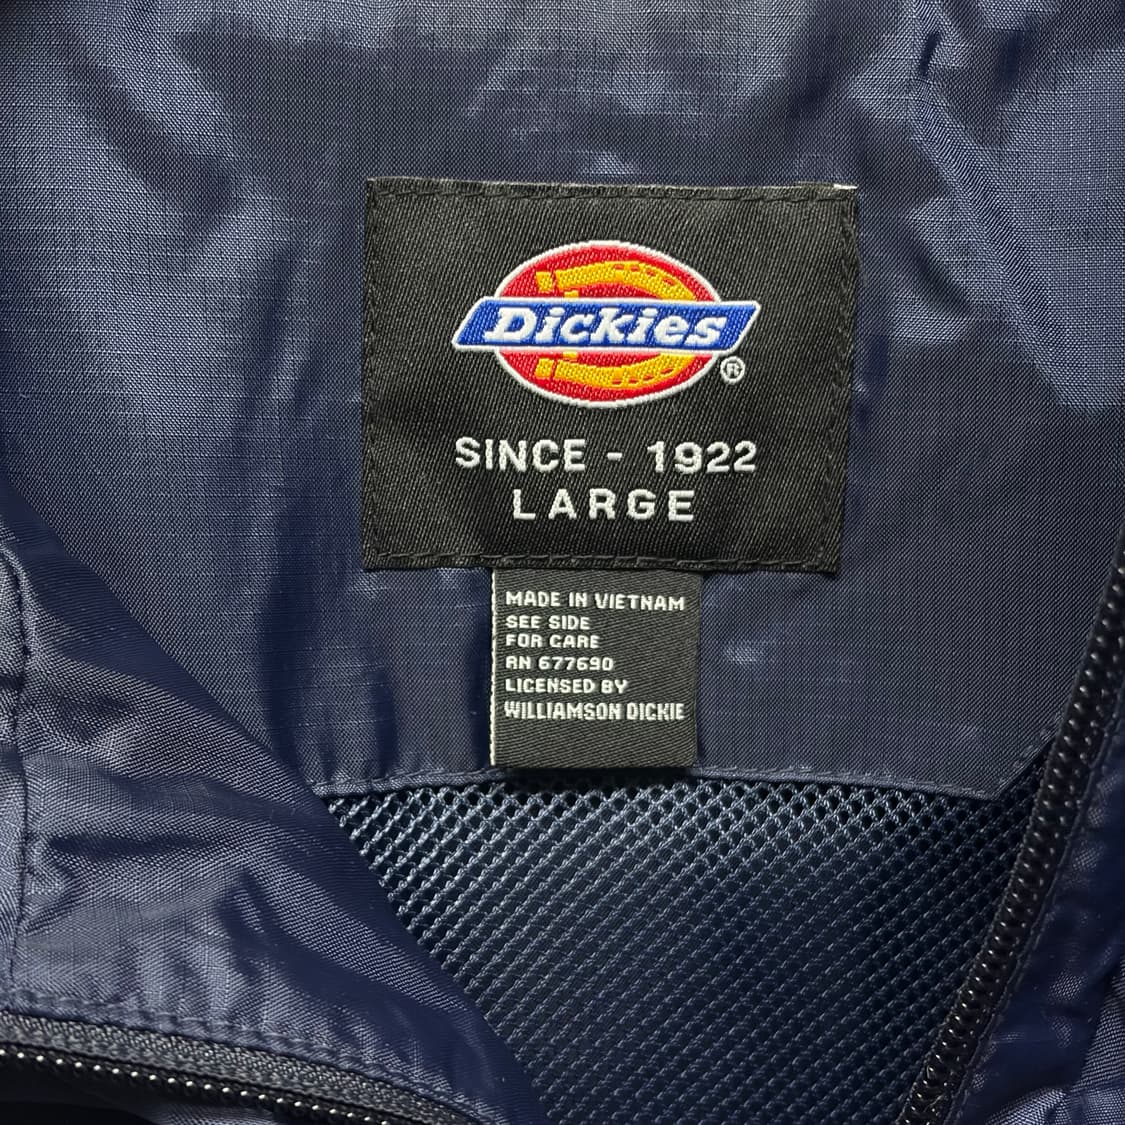 Dickies®
SINCE - 1922
LARGE
MADE IN VIETNAM
SEE SIDE
FOR CARE
RN 677690
LICENSED BY
WILLIAMSON DICKIE